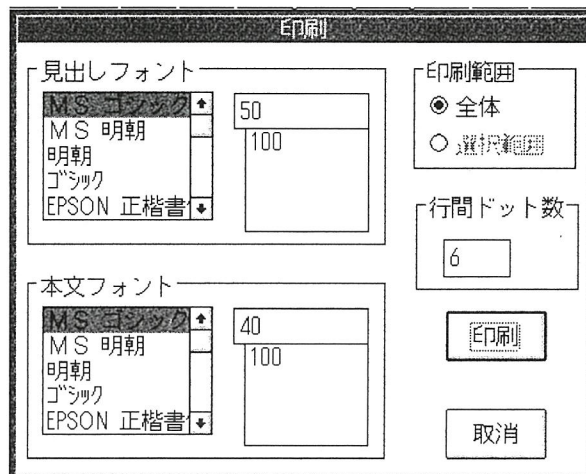 印刷
見出しフォント
ＭＳ ゴシック
ＭＳ 明朝
明朝
ｺﾞｼｯｸ
EPSON 正楷書
50
100
印刷範囲
全体
選択範囲
行間ドット数
6
本文フォント
ＭＳ ゴシック
ＭＳ 明朝
明朝
ｺﾞｼｯｸ
EPSON 正楷書
40
100
印刷
取消